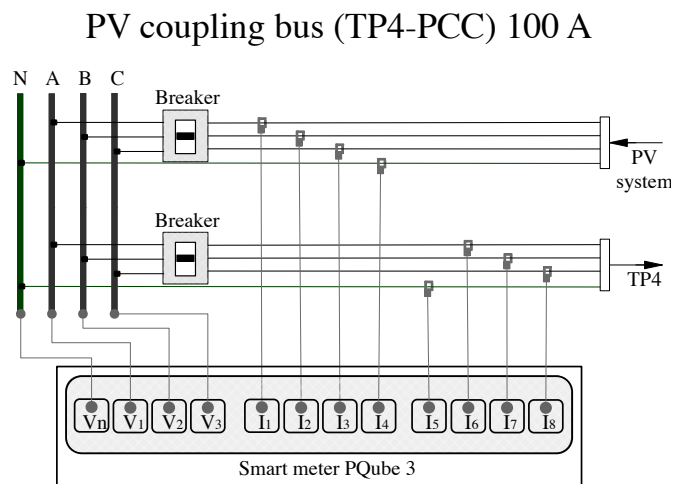 PV coupling bus (TP4-PCC) 100 A
N A B C
Breaker
PV
system
Breaker
TP4
Vn V1 V2 V3 I1 I2 I3 I4 I5 I6 I7 I8
Smart meter PQube 3